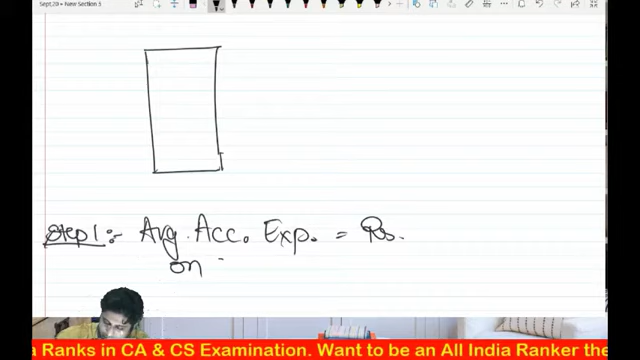 Sept.20 » New Section 3
Step 1:- Avg. Acc. Exp. = Rs.
on
a Ranks in CA & CS Examination. Want to be an All India Ranker the